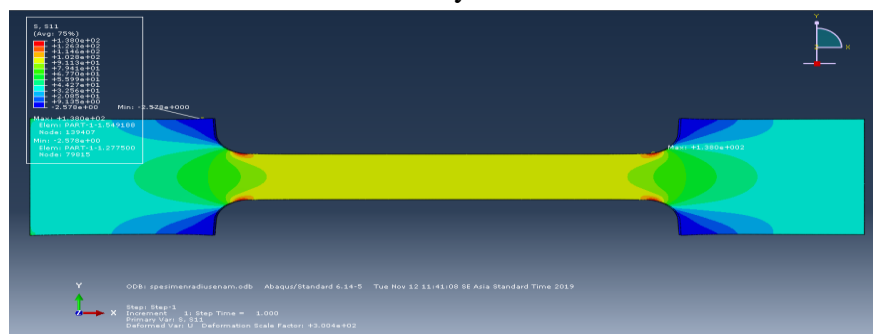 S, S11
(Avg: 75%)
+1.380e+02
+1.263e+02
+1.146e+02
+1.028e+02
+9.113e+01
+7.941e+01
+6.770e+01
+5.599e+01
+4.427e+01
+3.256e+01
+2.085e+01
+9.135e+00
-2.578e+00
Max: +1.380e+02
Elem: PART-1-1.549188
Node: 139407
Min: -2.578e+00
Elem: PART-1-1.277500
Node: 79815
Min: -2.578e+000
Max: +1.380e+002
Y
X
Y
X
ODB: spesimenradiusenam.odb Abaqus/Standard 6.14-5 Tue Nov 12 11:41:08 SE Asia Standard Time 2019
Step: Step-1
Increment 1: Step Time = 1.000
Primary Var: S, S11
Deformed Var: U Deformation Scale Factor: +3.004e+02